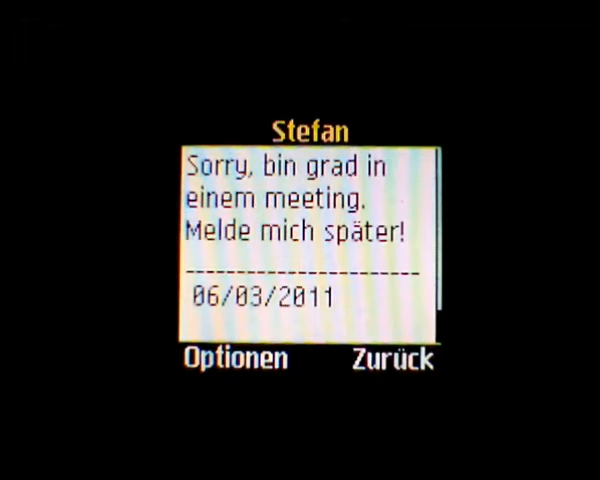 Stefan
Sorry, bin grad in
einem meeting.
Melde mich später!
----------------------
06/03/2011
Optionen Zurück